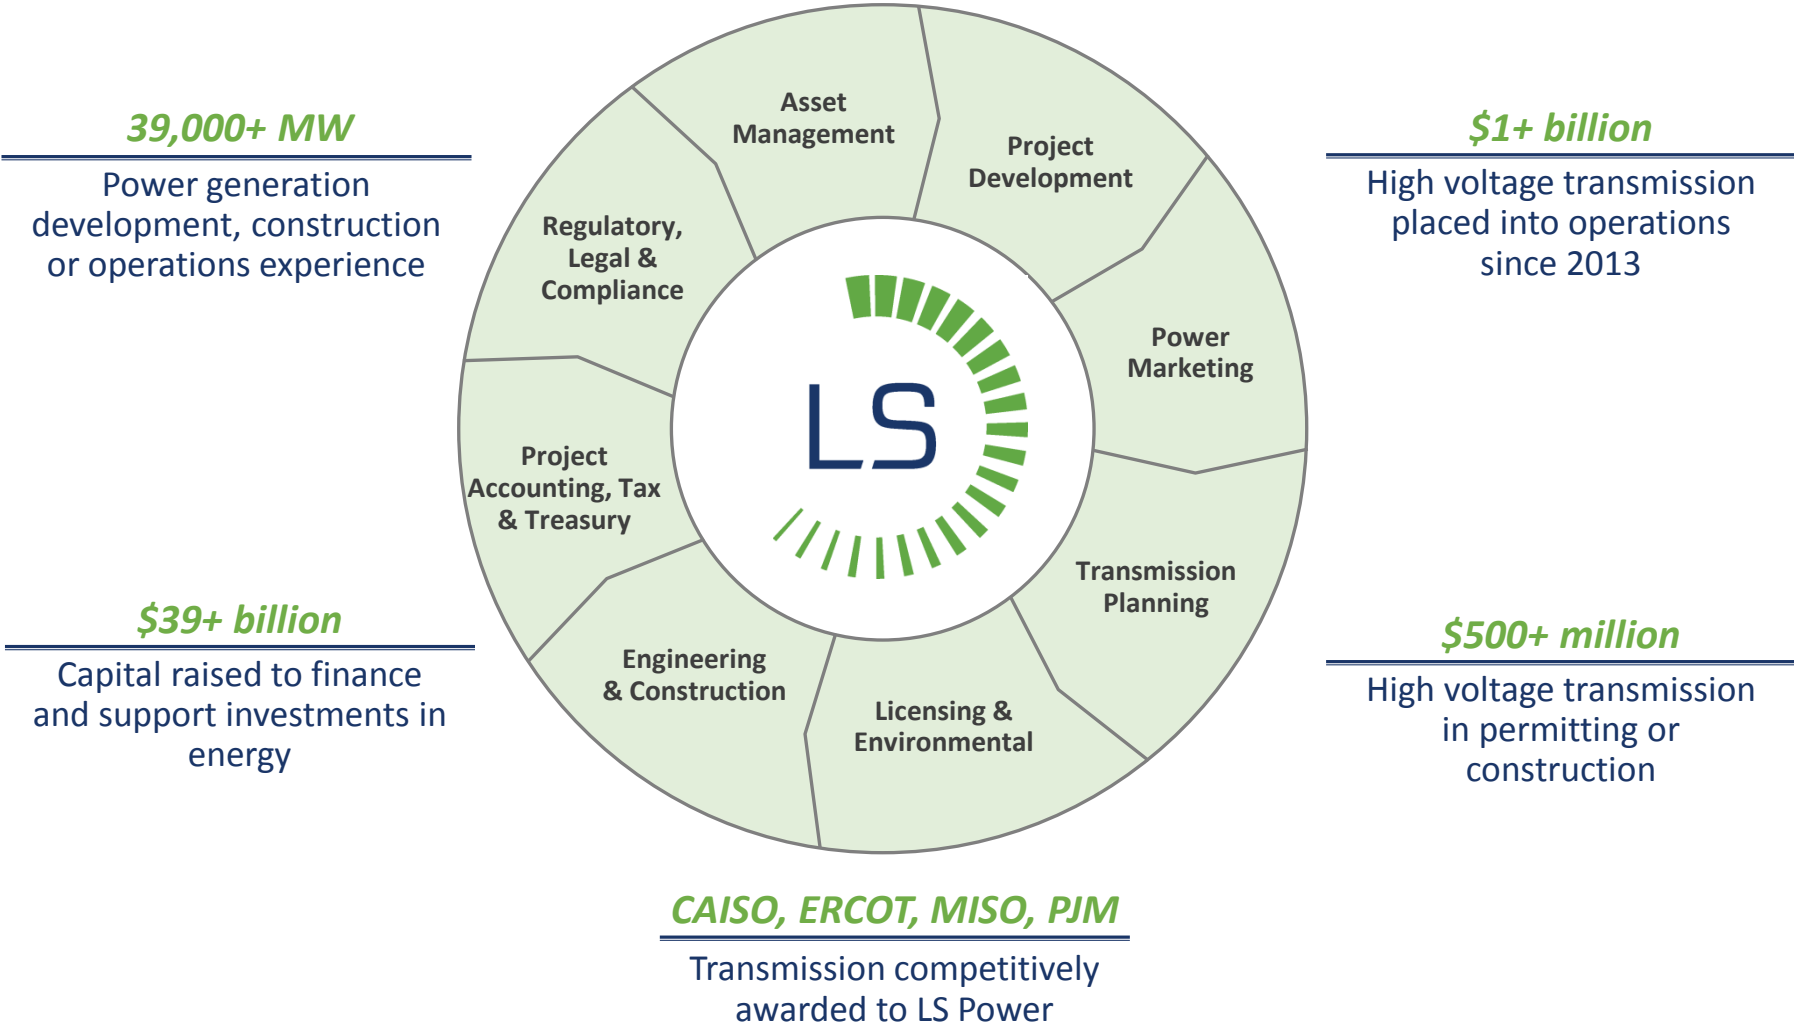 39,000+ MW
Power generation
development, construction
or operations experience
$39+ billion
Capital raised to finance
and support investments in
energy
Asset
Management
Project
Development
Power
Marketing
Transmission
Planning
Licensing &
Environmental
Engineering
& Construction
Project
Accounting, Tax
& Treasury
Regulatory,
Legal &
Compliance
LS
$1+ billion
High voltage transmission
placed into operations
since 2013
$500+ million
High voltage transmission
in permitting or
construction
CAISO, ERCOT, MISO, PJM
Transmission competitively
awarded to LS Power